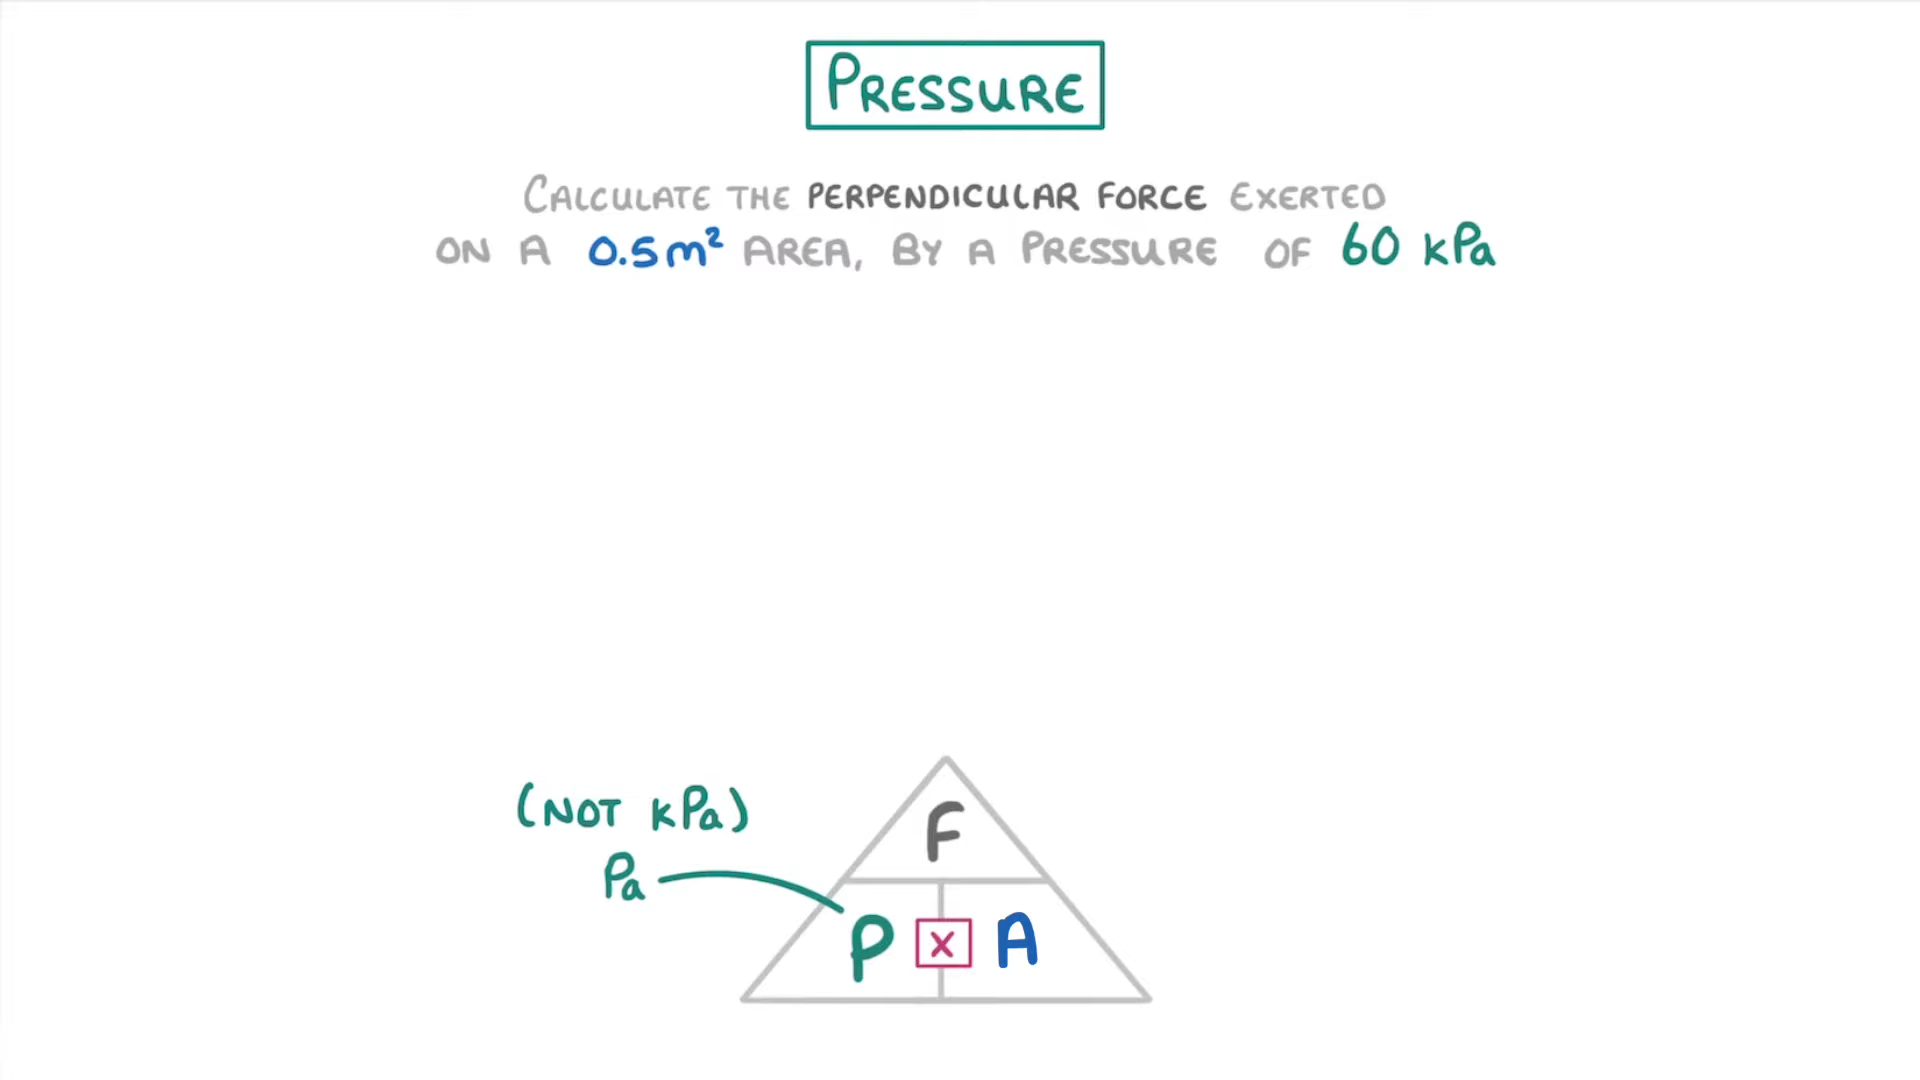 PRESSURE
CALCULATE THE PERPENDICULAR FORCE EXERTED
ON A 0.5m² AREA, BY A PRESSURE OF 60 kPa
(NOT kPa)
Pa
F
P x A